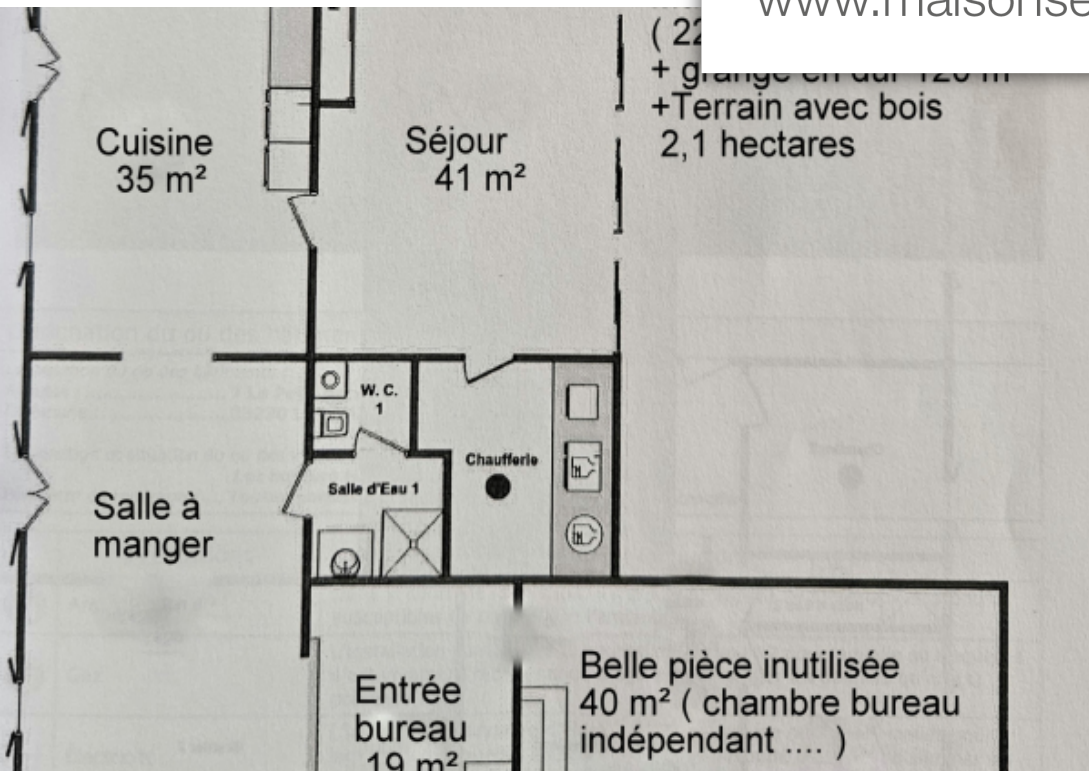 www.maisonse
( 22
+ grange en dur 120 m
+Terrain avec bois
2,1 hectares
Cuisine
35 m²
Séjour
41 m²
W. C.
1
Chaufferie
Salle d'Eau 1
Salle à
manger
Entrée
bureau
19 m²
Belle pièce inutilisée
40 m² ( chambre bureau
indépendant .... )